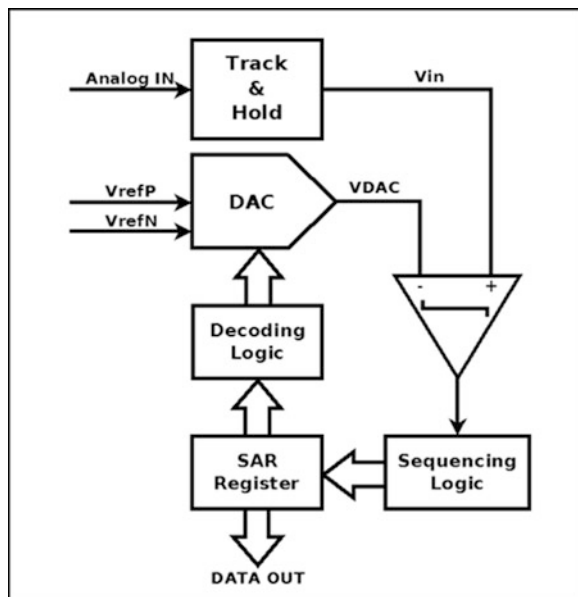 Track
&
Hold
Analog IN
Vin
VrefP
VrefN
DAC
VDAC
-
+
Decoding
Logic
SAR
Register
Sequencing
Logic
DATA OUT